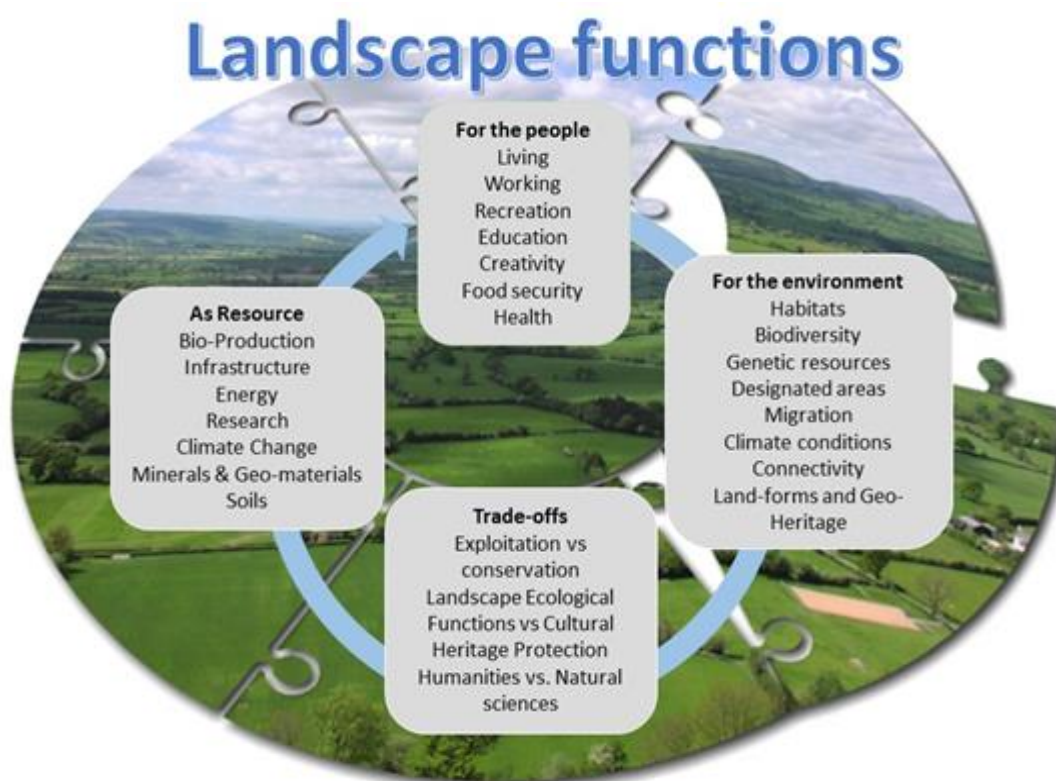 Landscape functions
For the people
Living
Working
Recreation
Education
Creativity
Food security
Health
For the environment
Habitats
Biodiversity
Genetic resources
Designated areas
Migration
Climate conditions
Connectivity
Land-forms and Geo-
Heritage
As Resource
Bio-Production
Infrastructure
Energy
Research
Climate Change
Minerals & Geo-materials
Soils
Trade-offs
Exploitation vs
conservation
Landscape Ecological
Functions vs Cultural
Heritage Protection
Humanities vs. Natural
sciences